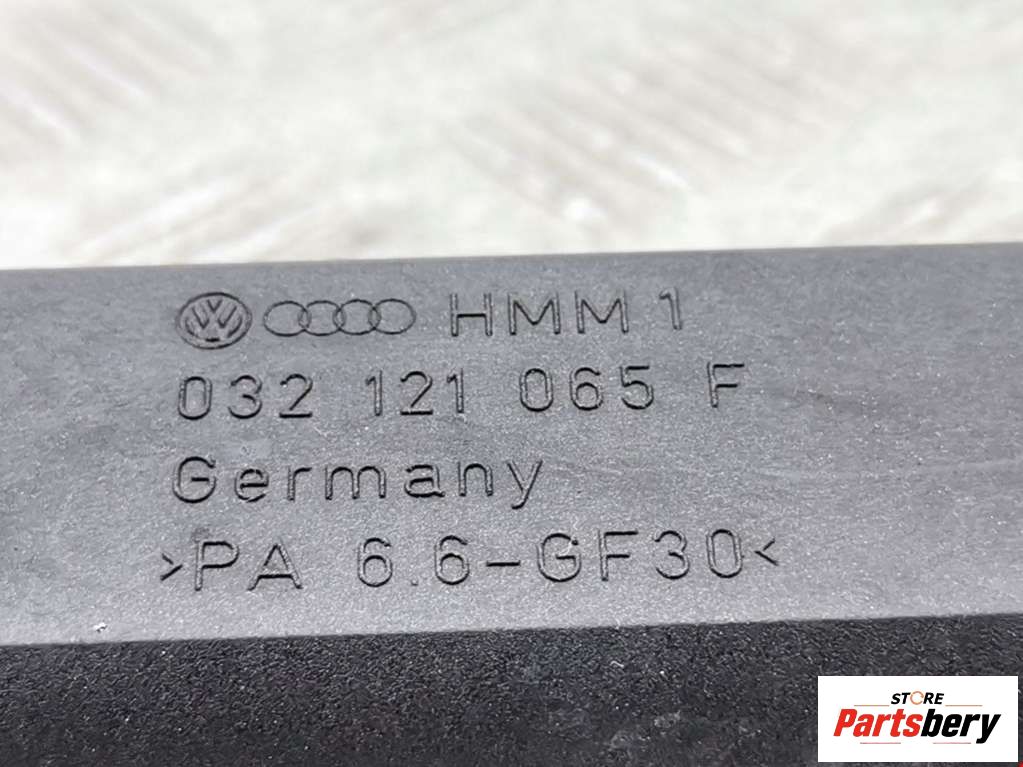 HMM 1
032 121 065 F
Germany
>PA 6.6-GF30<
STORE
Partsbery